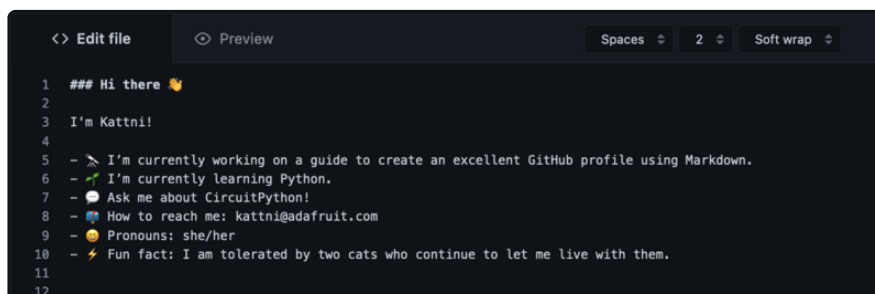 <> Edit file
Preview
Spaces
2
Soft wrap
1 ### Hi there 👋
2
3 I'm Kattni!
4
5 - 🔭 I’m currently working on a guide to create an excellent GitHub profile using Markdown.
6 - 🌱 I’m currently learning Python.
7 - 💬 Ask me about CircuitPython!
8 - 📫 How to reach me: kattni@adafruit.com
9 - 😄 Pronouns: she/her
10 - ⚡ Fun fact: I am tolerated by two cats who continue to let me live with them.
11
12